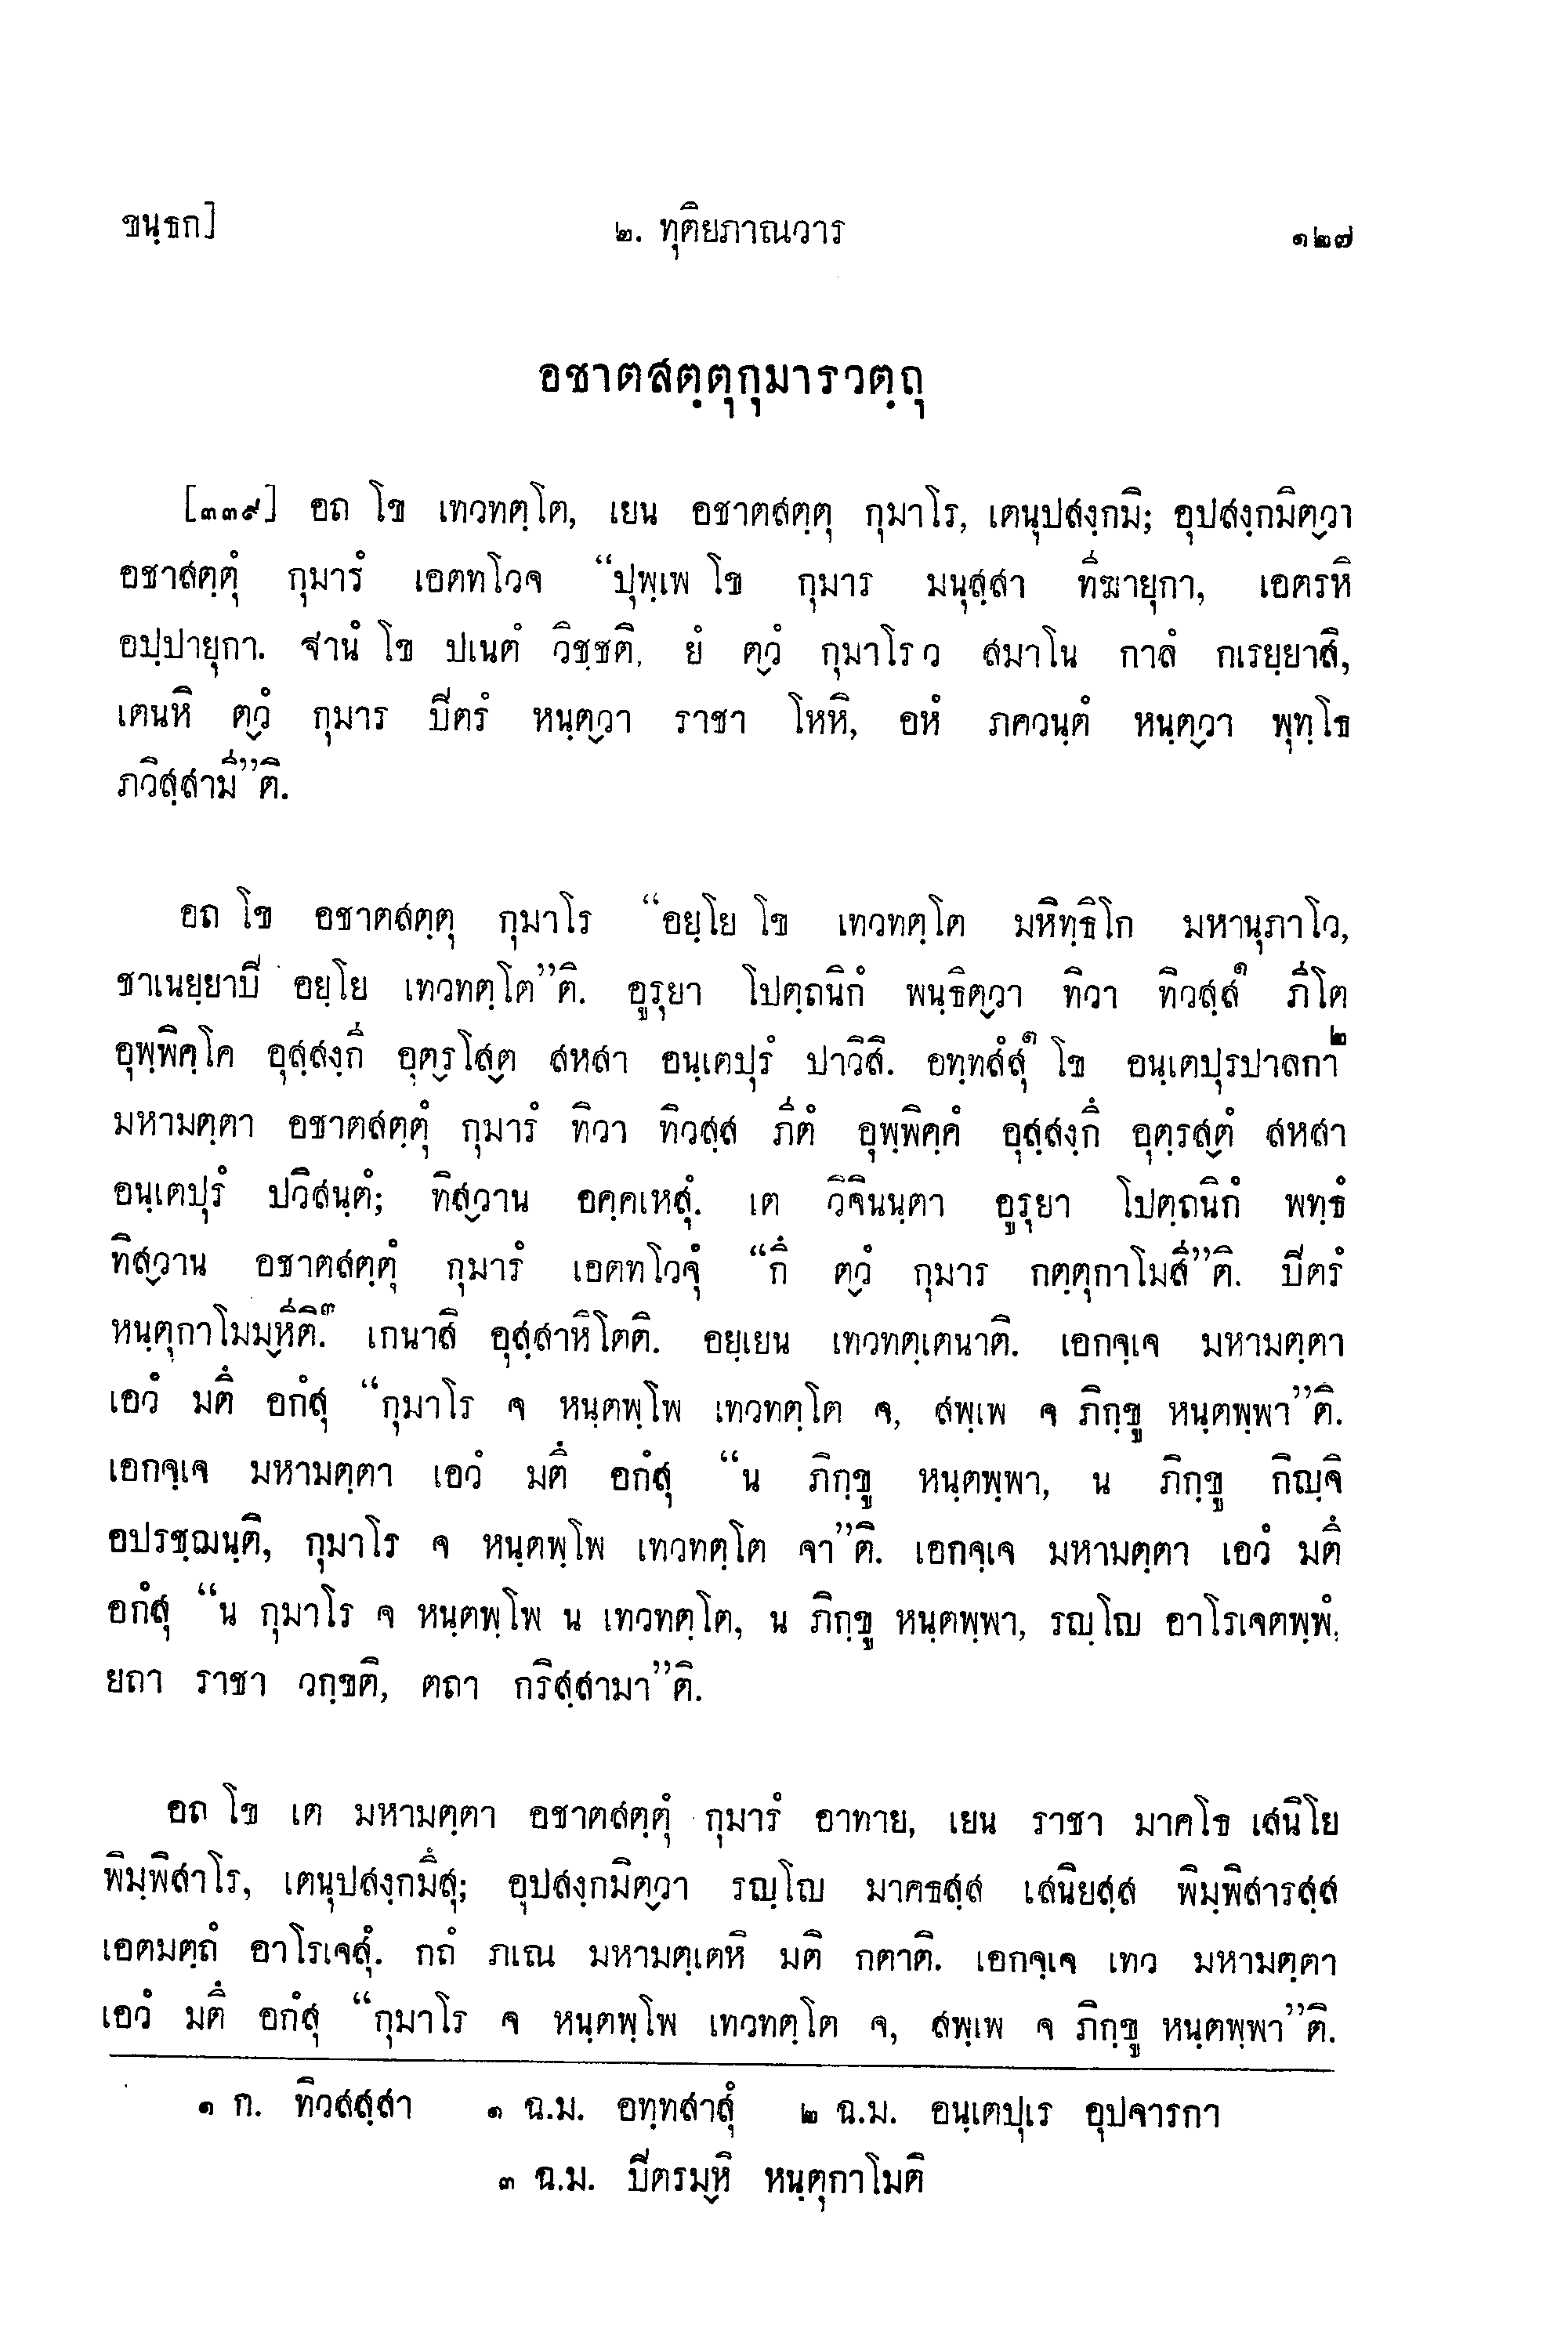 ขนฺธก]
๒. ทุติยภาณวาร
๑๒๗
อชาตสตฺตุกุมารวตฺถุ
[๓๓๙] อถ โข เทวทตฺโต, เยน อชาตสตฺตุ กุมาโร, เตนุปสงฺกมิ; อุปสงฺกมิตฺวา
อชาสตฺตุํ กุมารํ เอตทโวจ “ปุพฺเพ โข กุมาร มนุสฺสา ทีฆายุกา, เอตรหิ
อปฺปายุกา. ฐานํ โข ปเนตํ วิชฺชติ, ยํ ตฺวํ กุมาโร ว สมาโน กาลํ กเรยฺยาสิ,
เตนหิ ตฺวํ กุมาร ปีตรํ หนฺตฺวา ราชา โหหิ, อหํ ภควนฺตํ หนฺตฺวา พุทฺโธ
ภวิสฺสามี”ติ.
อถ โข อชาตสตฺตุ กุมาโร “อยฺโย โข เทวทตฺโต มหิทฺธิโก มหานุภาโว,
ชาเนยฺยาปี อยฺโย เทวทตฺโต”ติ. อูรุยา โปตฺถนิกํ พนฺธิตฺวา ทิวา ทิวสฺส๑ ภีโต
อุพฺพิคฺโค อุสฺสงฺกี อุตฺรโสฺต สหสา อนฺเตปุรํ ปาวิสิ. อทฺทสํสุ๑ โข อนฺเตปุรปาลกา๒
มหามตฺตา อชาตสตฺตุํ กุมารํ ทิวา ทิวสฺส ภีตํ อุพฺพิคฺคํ อุสฺสงฺกึ อุตฺรสฺตํ สหสา
อนฺเตปุรํ ปวิสนฺตํ; ทิสฺวาน อคฺคเหสุํ. เต วิจินนฺตา อูรุยา โปตฺถนิกํ พทฺธํ
ทิสฺวาน อชาตสตฺตุํ กุมารํ เอตทโวจุํ “กึ ตฺวํ กุมาร กตฺตุกาโมสี”ติ. ปีตรํ
หนฺตุกาโมมฺหีติ.๓ เกนาสิ อุสฺสาหิโตติ. อยฺเยน เทวทตฺเตนาติ. เอกจฺเจ มหามตฺตา
เอวํ มตึ อกํสุ “กุมาโร จ หนฺตพฺโพ เทวทตฺโต จ, สพฺเพ จ ภิกฺขู หนฺตพฺพา”ติ.
เอกจฺเจ มหามตฺตา เอวํ มตึ อกํสุ “น ภิกฺขู หนฺตพฺพา, น ภิกฺขู กิญฺจิ
อปรชฺฌนฺติ, กุมาโร จ หนฺตพฺโพ เทวทตฺโต จา”ติ. เอกจฺเจ มหามตฺตา เอวํ มตึ
อกํสุ “น กุมาโร จ หนฺตพฺโพ น เทวทตฺโต, น ภิกฺขู หนฺตพฺพา, รญฺโญ อาโรเจตพฺพํ,
ยถา ราชา วกฺขติ, ตถา กริสฺสามา”ติ.
อถ โข เต มหามตฺตา อชาตสตฺตุํ กุมารํ อาทาย, เยน ราชา มาคโธ เสนิโย
พิมฺพิสาโร, เตนุปสงฺกมึสุ; อุปสงฺกมิตฺวา รญฺโญ มาคธสฺส เสนิยสฺส พิมฺพิสารสฺส
เอตมตฺถํ อาโรเจสุํ. กถํ ภเณ มหามตฺเตหิ มติ กตาติ. เอกจฺเจ เทว มหามตฺตา
เอวํ มตึ อกํสุ “กุมาโร จ หนฺตพฺโพ เทวทตฺโต จ, สพฺเพ จ ภิกฺขู หนฺตพฺพา”ติ.
๑ ก. ทิวสสฺสา ๑ ฉ.ม. อทฺทสาสุํ ๒ ฉ.ม. อนฺเตปุเร อุปจารกา
๓ ฉ.ม. ปีตรมฺหิ หนฺตุกาโมติ